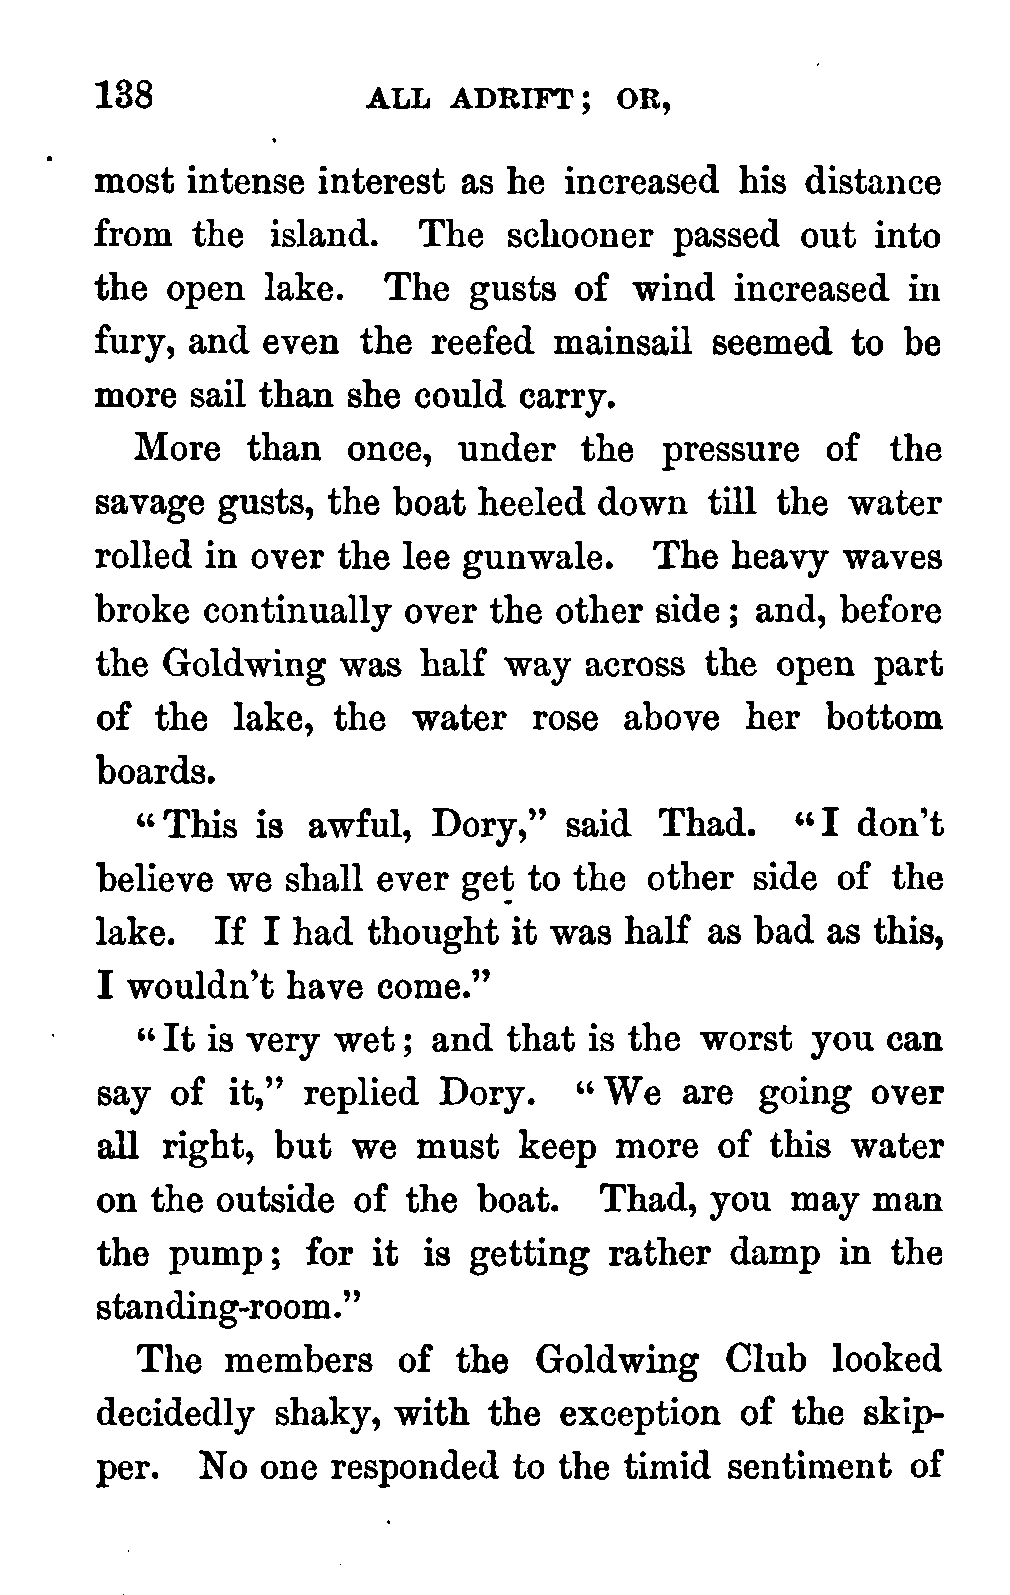 138 ALL ADRIFT; OR,
most intense interest as he increased his distance
from the island. The schooner passed out into
the open lake. The gusts of wind increased in
fury, and even the reefed mainsail seemed to be
more sail than she could carry.
More than once, under the pressure of the
savage gusts, the boat heeled down till the water
rolled in over the lee gunwale. The heavy waves
broke continually over the other side; and, before
the Goldwing was half way across the open part
of the lake, the water rose above her bottom
boards.
"This is awful, Dory," said Thad. "I don't
believe we shall ever get to the other side of the
lake. If I had thought it was half as bad as this,
I wouldn't have come."
"It is very wet; and that is the worst you can
say of it," replied Dory. "We are going over
all right, but we must keep more of this water
on the outside of the boat. Thad, you may man
the pump; for it is getting rather damp in the
standing-room."
The members of the Goldwing Club looked
decidedly shaky, with the exception of the skip-
per. No one responded to the timid sentiment of